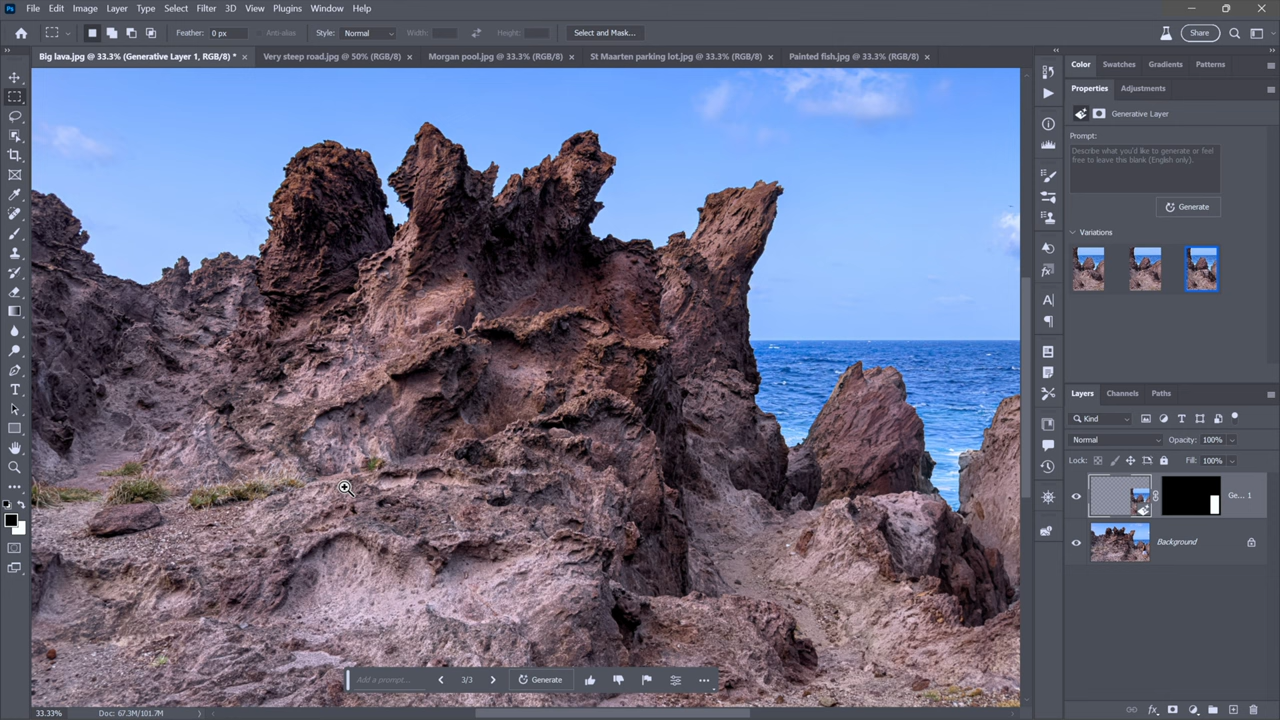 Ps File Edit Image Layer Type Select Filter 3D View Plugins Window Help
Feather: 0 px Anti-alias Style: Normal Width: Height: Select and Mask... Share
Big lava.jpg @ 33.3% (Generative Layer 1, RGB/8) * × Very steep road.jpg @ 50% (RGB/8) × Morgan pool.jpg @ 33.3% (RGB/8) × St Maarten parking lot.jpg @ 33.3% (RGB/8) × Painted fish.jpg @ 33.3% (RGB/8) ×
Color Swatches Gradients Patterns
Properties Adjustments
Generative Layer
Prompt:
Describe what you'd like to generate or feel
free to leave this blank (English only).
Generate
Variations
Layers Channels Paths
Kind
Normal Opacity: 100%
Lock: Fill: 100%
Ge... 1
Background
Add a prompt... 3/3 Generate ...
33.33% Doc: 67.3M/101.7M